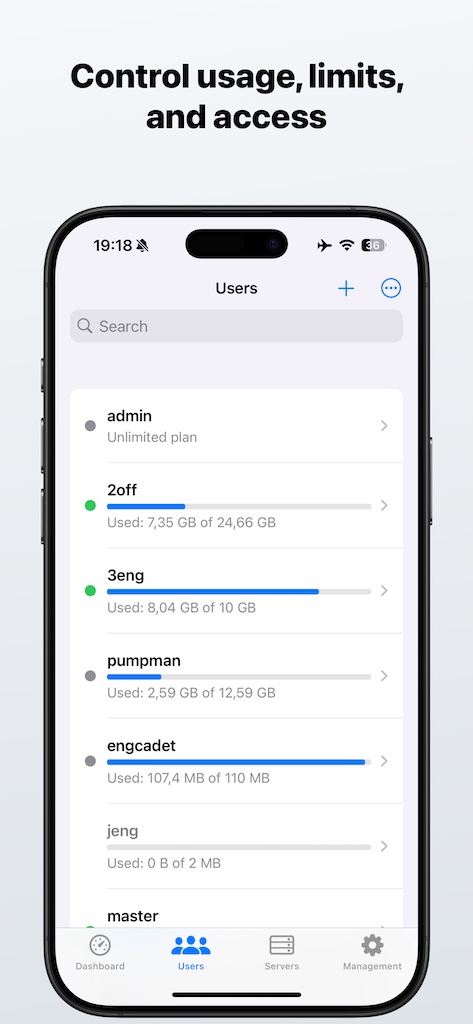 Control usage, limits,
and access
19:18
36
Users
Search
admin
Unlimited plan
2off
Used: 7,35 GB of 24,66 GB
3eng
Used: 8,04 GB of 10 GB
pumpman
Used: 2,59 GB of 12,59 GB
engcadet
Used: 107,4 MB of 110 MB
jeng
Used: 0 B of 2 MB
master
Dashboard
Users
Servers
Management